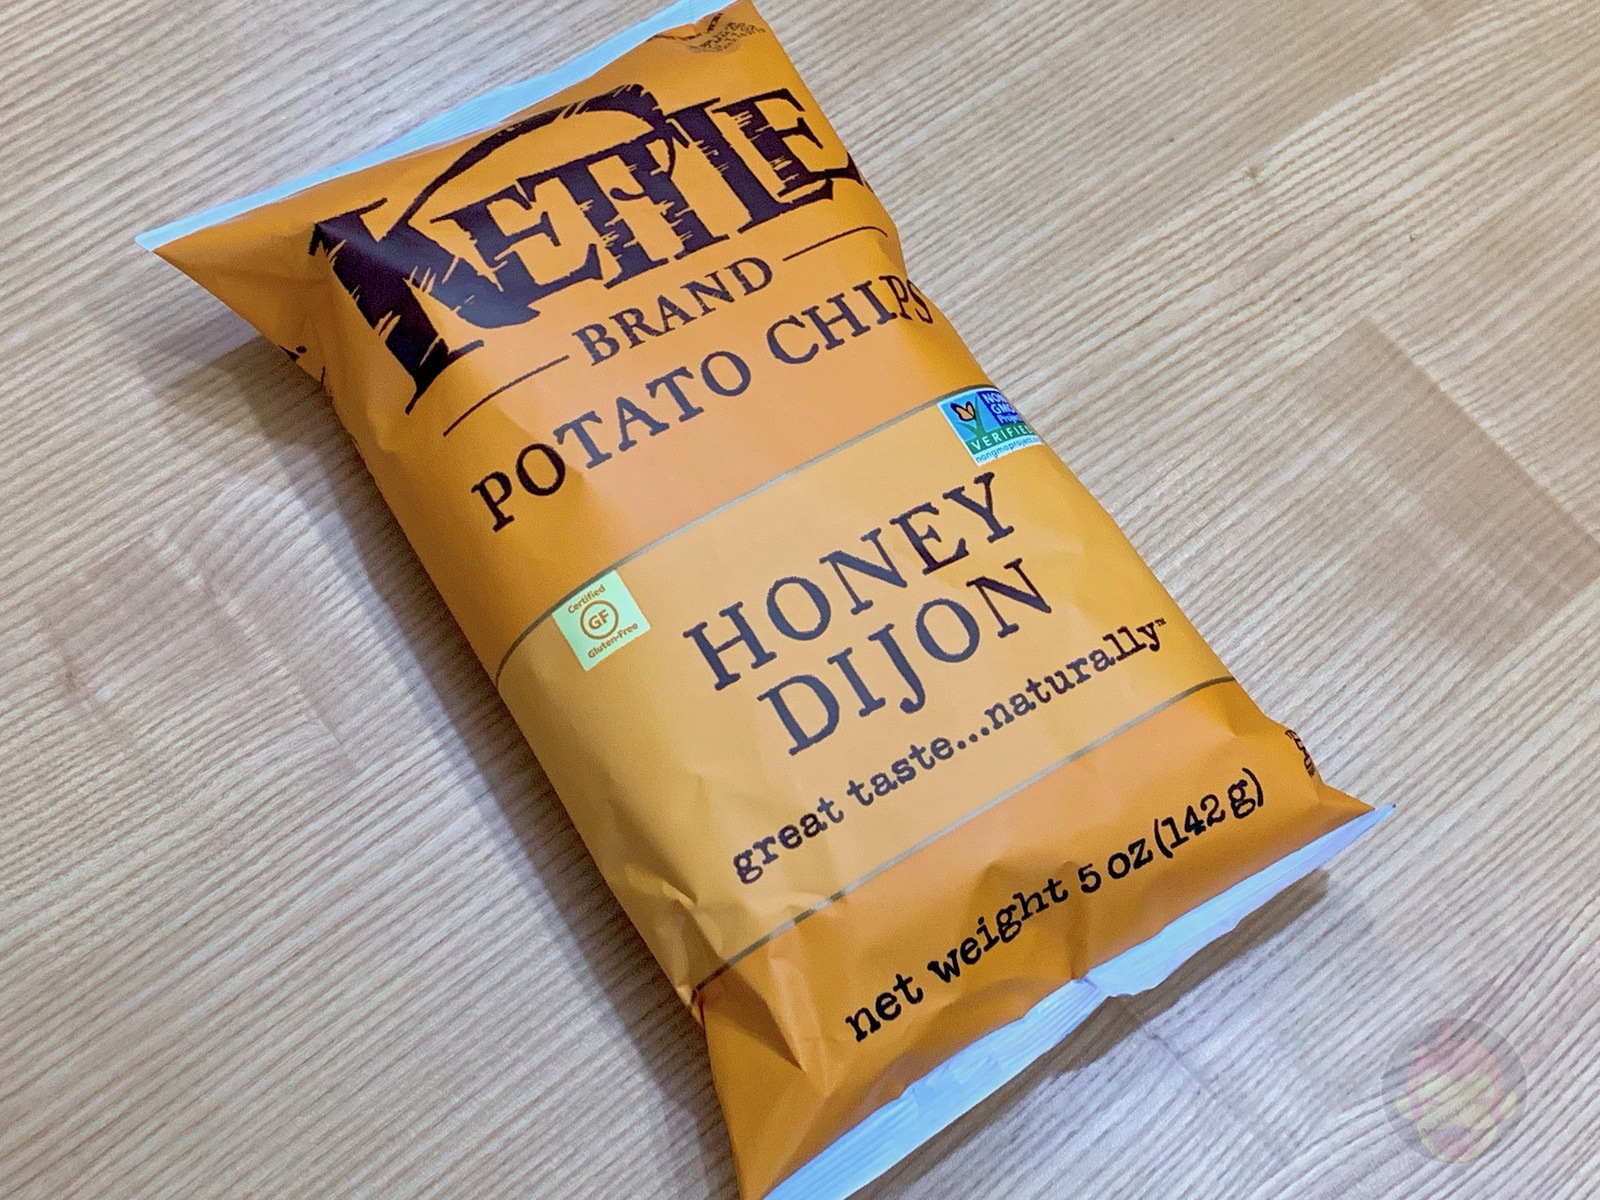 KETTLE
BRAND
POTATO CHIPS
NON
GMO
Project
VERIFIED
nongmoproject.
Certified
GF
Gluten-Free
HONEY
DIJON
great taste...naturally™
net weight 5 oz (142 g)